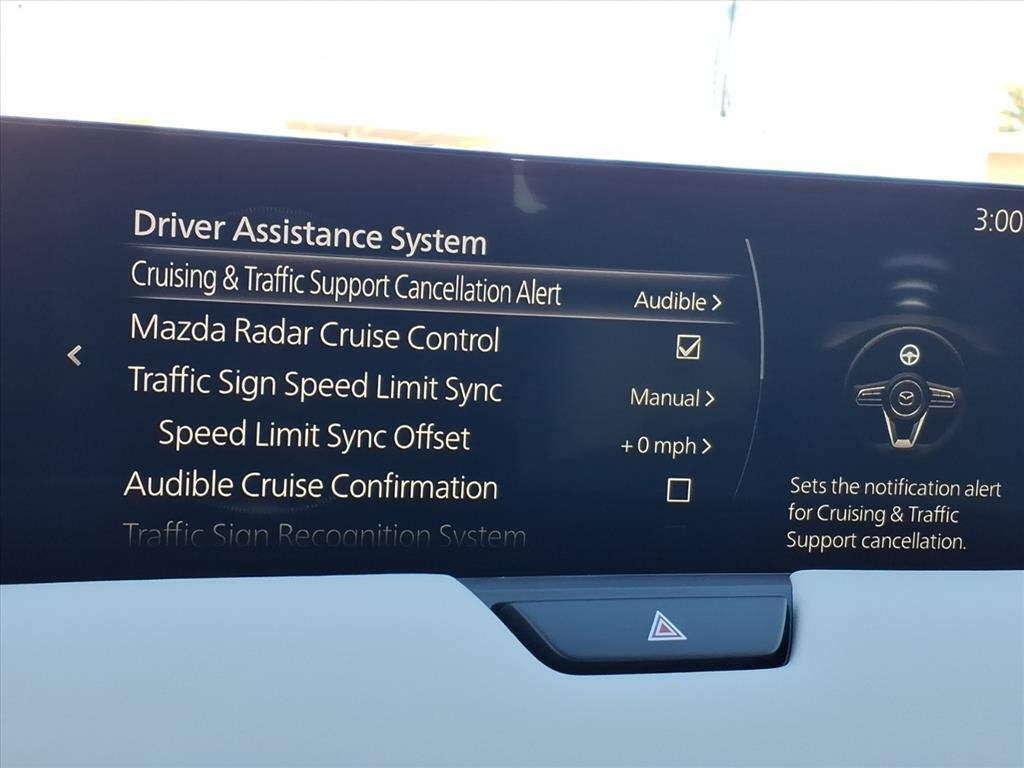 3:00
Driver Assistance System
Cruising & Traffic Support Cancellation Alert Audible >
Mazda Radar Cruise Control
Traffic Sign Speed Limit Sync Manual >
Speed Limit Sync Offset + 0 mph >
Audible Cruise Confirmation
Traffic Sign Recognition System
Sets the notification alert
for Cruising & Traffic
Support cancellation.